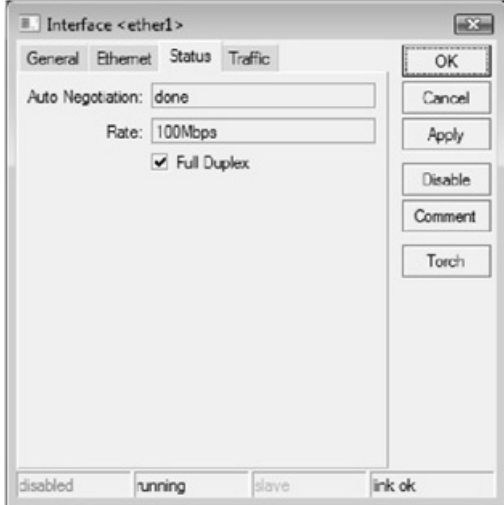 Interface <ether1>
General Ethernet Status Traffic
Auto Negotiation: done
Rate: 100Mbps
Full Duplex
OK
Cancel
Apply
Disable
Comment
Torch
disabled running slave link ok